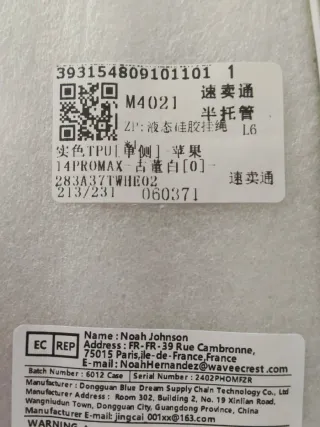 393154809101101 1
M4021
速卖通
半托管
ZP:液态硅胶挂绳 L6
实色TPU[单侧]-苹果
14PROMAX-古董白[0]-
283A37TWHE02
速卖通
213/231 060371
EC REP
Name : Noah Johnson
Address : FR-FR-39 Rue Cambronne,
75015 Paris,ile-de-France,France
E-mail : NoahHernandez@waveecrest.com
Batch Number : 6012 Case Serial Number : 2402PHOMFZR
Manufacturer : Dongguan Blue Dream Supply Chain Technology Co., Ltd
Manufacturer Address : Room 302, Building 2, No. 19 Xinlian Road,
Wangniudun Town, Dongguan City, Guangdong Province, China
Manufacturer E-mail: jingcai 001xx@163.com